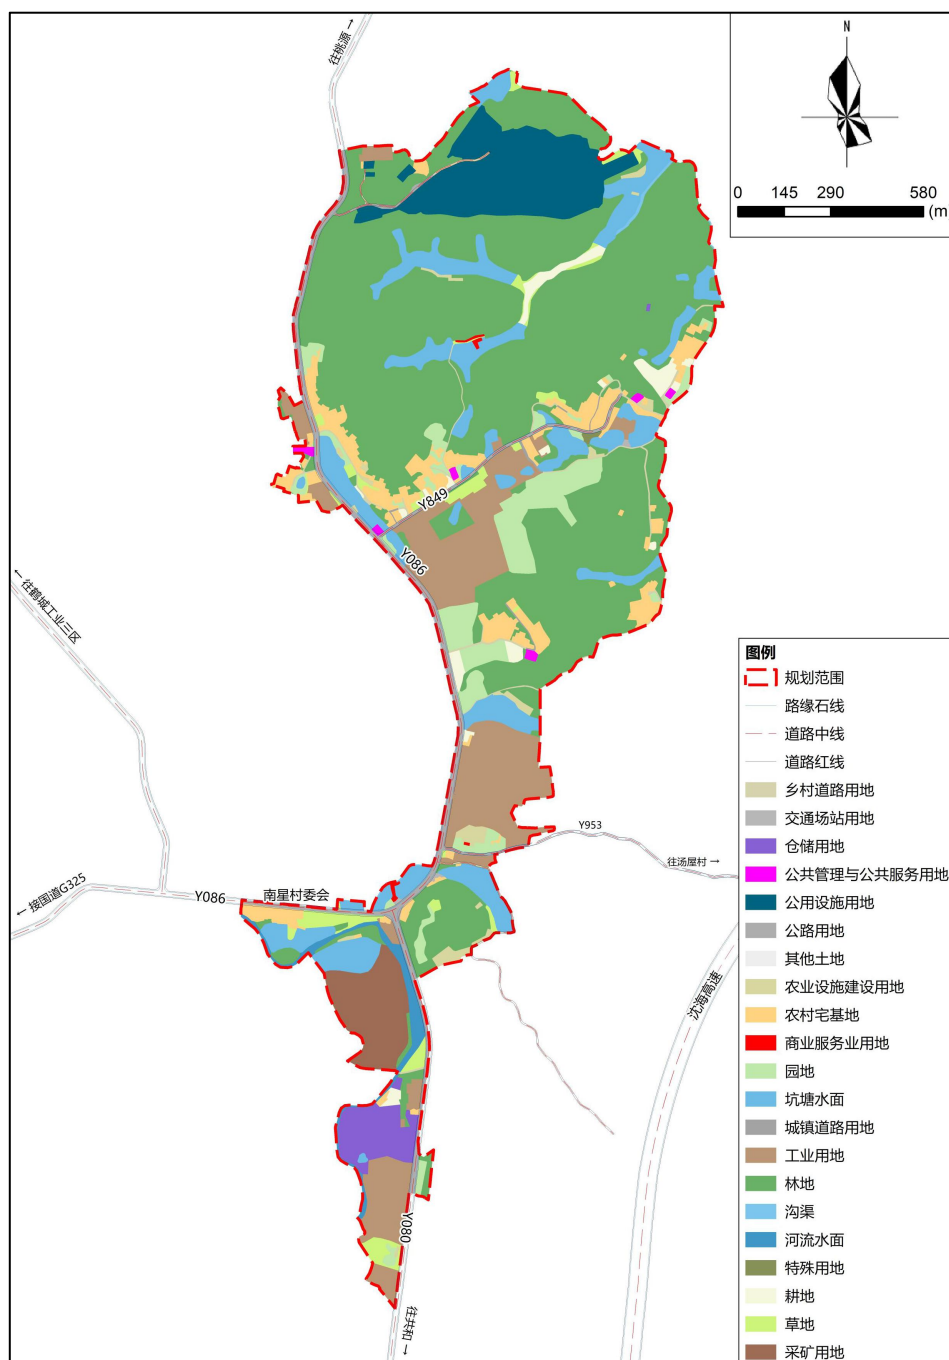 往桃源 →
N
0 145 290 580
(m
Y849
Y086
← 往鹤城工业三区
Y953
往汤屋村 →
南星村委会
Y086
← 接国道G325
沈海高速
Y080
往共和 →
图例
规划范围
路缘石线
道路中线
道路红线
乡村道路用地
交通场站用地
仓储用地
公共管理与公共服务用地
公用设施用地
公路用地
其他土地
农业设施建设用地
农村宅基地
商业服务业用地
园地
坑塘水面
城镇道路用地
工业用地
林地
沟渠
河流水面
特殊用地
耕地
草地
采矿用地